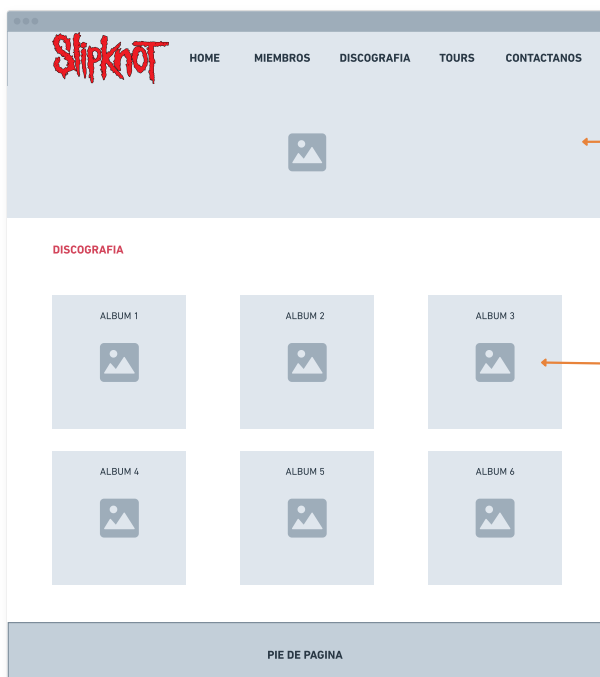 Slipknot HOME MIEMBROS DISCOGRAFIA TOURS CONTACTANOS
DISCOGRAFIA
ALBUM 1 ALBUM 2 ALBUM 3
ALBUM 4 ALBUM 5 ALBUM 6
PIE DE PAGINA